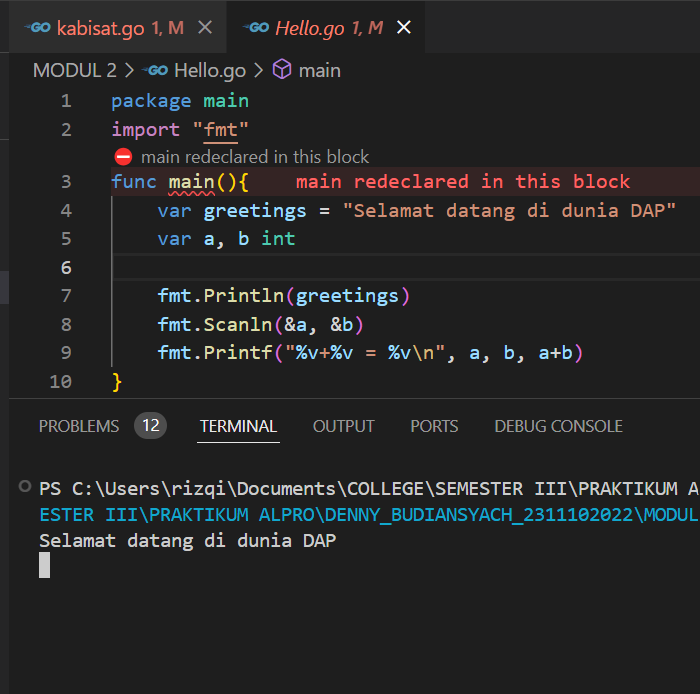 GO kabisat.go 1, M × GO Hello.go 1, M ×
MODUL 2 > GO Hello.go > main
1 package main
2 import "fmt"
main redeclared in this block
3 func main(){ main redeclared in this block
4 var greetings = "Selamat datang di dunia DAP"
5 var a, b int
6
7 fmt.Println(greetings)
8 fmt.Scanln(&a, &b)
9 fmt.Printf("%v+%v = %v\n", a, b, a+b)
10 }
PROBLEMS 12 TERMINAL OUTPUT PORTS DEBUG CONSOLE
PS C:\Users\rizqi\Documents\COLLEGE\SEMESTER III\PRAKTIKUM A
ESTER III\PRAKTIKUM ALPRO\DENNY_BUDIANSYACH_2311102022\MODUL
Selamat datang di dunia DAP